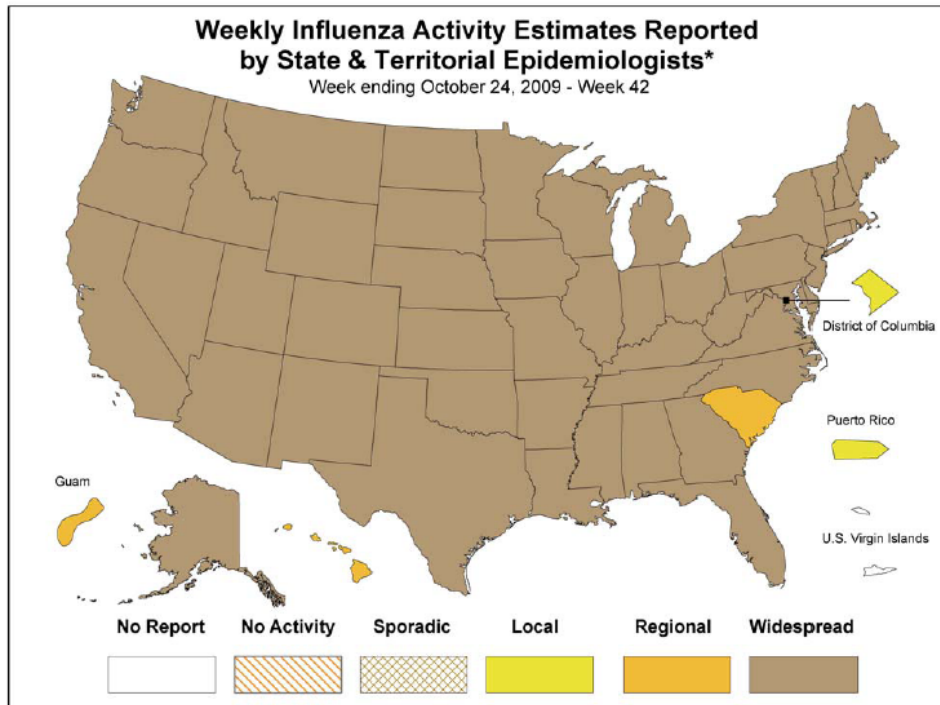 Weekly Influenza Activity Estimates Reported
by State & Territorial Epidemiologists*
Week ending October 24, 2009 - Week 42
District of Columbia
Puerto Rico
Guam
U.S. Virgin Islands
No Report No Activity Sporadic Local Regional Widespread